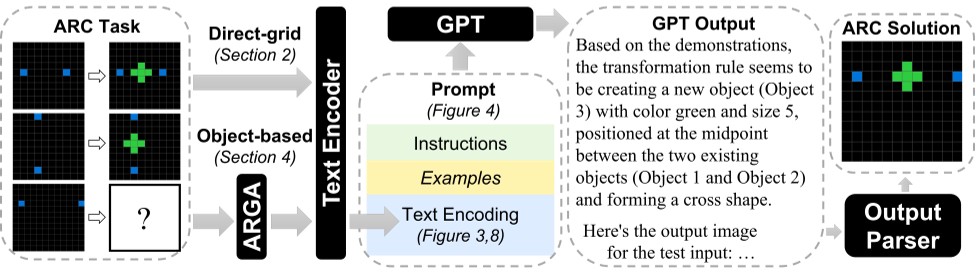 ARC Task
Direct-grid
(Section 2)
Object-based
(Section 4)
?
ARGA
Text Encoder
GPT
Prompt
(Figure 4)
Instructions
Examples
Text Encoding
(Figure 3,8)
GPT Output
Based on the demonstrations,
the transformation rule seems to
be creating a new object (Object
3) with color green and size 5,
positioned at the midpoint
between the two existing
objects (Object 1 and Object 2)
and forming a cross shape.
Here's the output image
for the test input: …
ARC Solution
Output
Parser